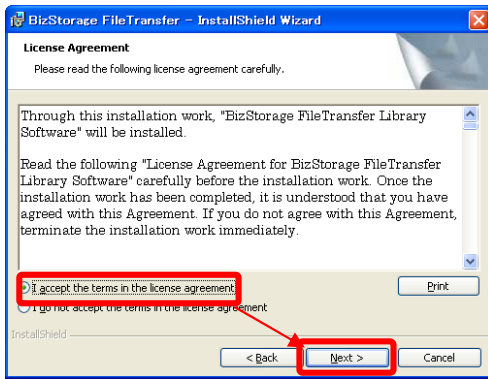 BizStorage FileTransfer - InstallShield Wizard
License Agreement
Please read the following license agreement carefully.
Through this installation work, "BizStorage FileTransfer Library
Software" will be installed.
Read the following "License Agreement for BizStorage FileTransfer
Library Software" carefully before the installation work. Once the
installation work has been completed, it is understood that you have
agreed with this Agreement. If you do not agree with this Agreement,
terminate the installation work immediately.
I accept the terms in the license agreement
Print
I do not accept the terms in the license agreement
InstallShield
< Back
Next >
Cancel